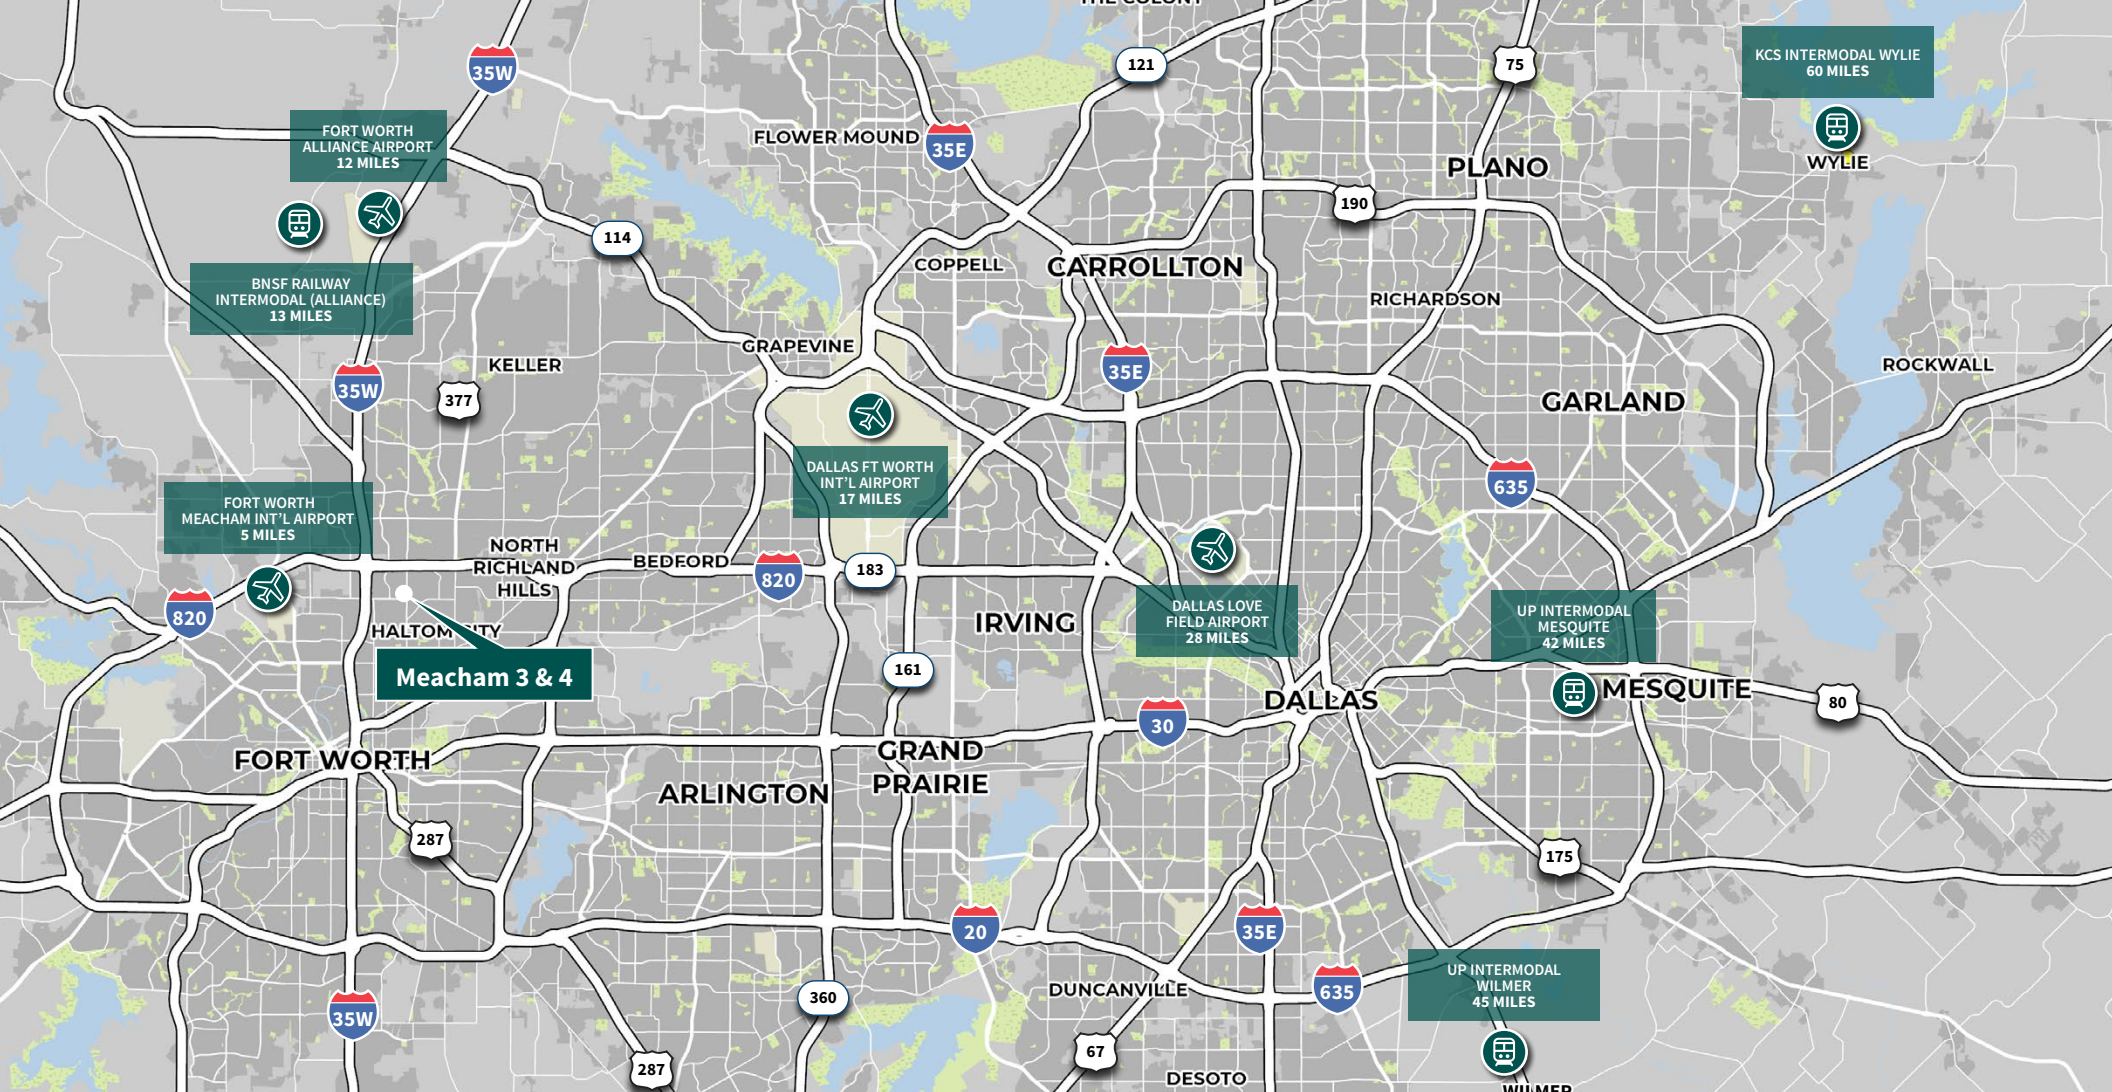 THE COLONY
35W
121
75
KCS INTERMODAL WYLIE
60 MILES
FORT WORTH
ALLIANCE AIRPORT
12 MILES
FLOWER MOUND
35E
PLANO
WYLIE
190
114
COPPELL
CARROLLTON
BNSF RAILWAY
INTERMODAL (ALLIANCE)
13 MILES
RICHARDSON
GRAPEVINE
KELLER
35W
377
35E
ROCKWALL
GARLAND
DALLAS FT WORTH
INT'L AIRPORT
17 MILES
635
FORT WORTH
MEACHAM INT'L AIRPORT
5 MILES
NORTH
RICHLAND
HILLS
BEDFORD
820
183
820
HALTOM CITY
IRVING
DALLAS LOVE
FIELD AIRPORT
28 MILES
UP INTERMODAL
MESQUITE
42 MILES
Meacham 3 & 4
161
DALLAS
MESQUITE
80
30
FORT WORTH
GRAND
PRAIRIE
ARLINGTON
287
175
20
35E
UP INTERMODAL
WILMER
45 MILES
DUNCANVILLE
635
360
35W
67
287
DESOTO
WILMER